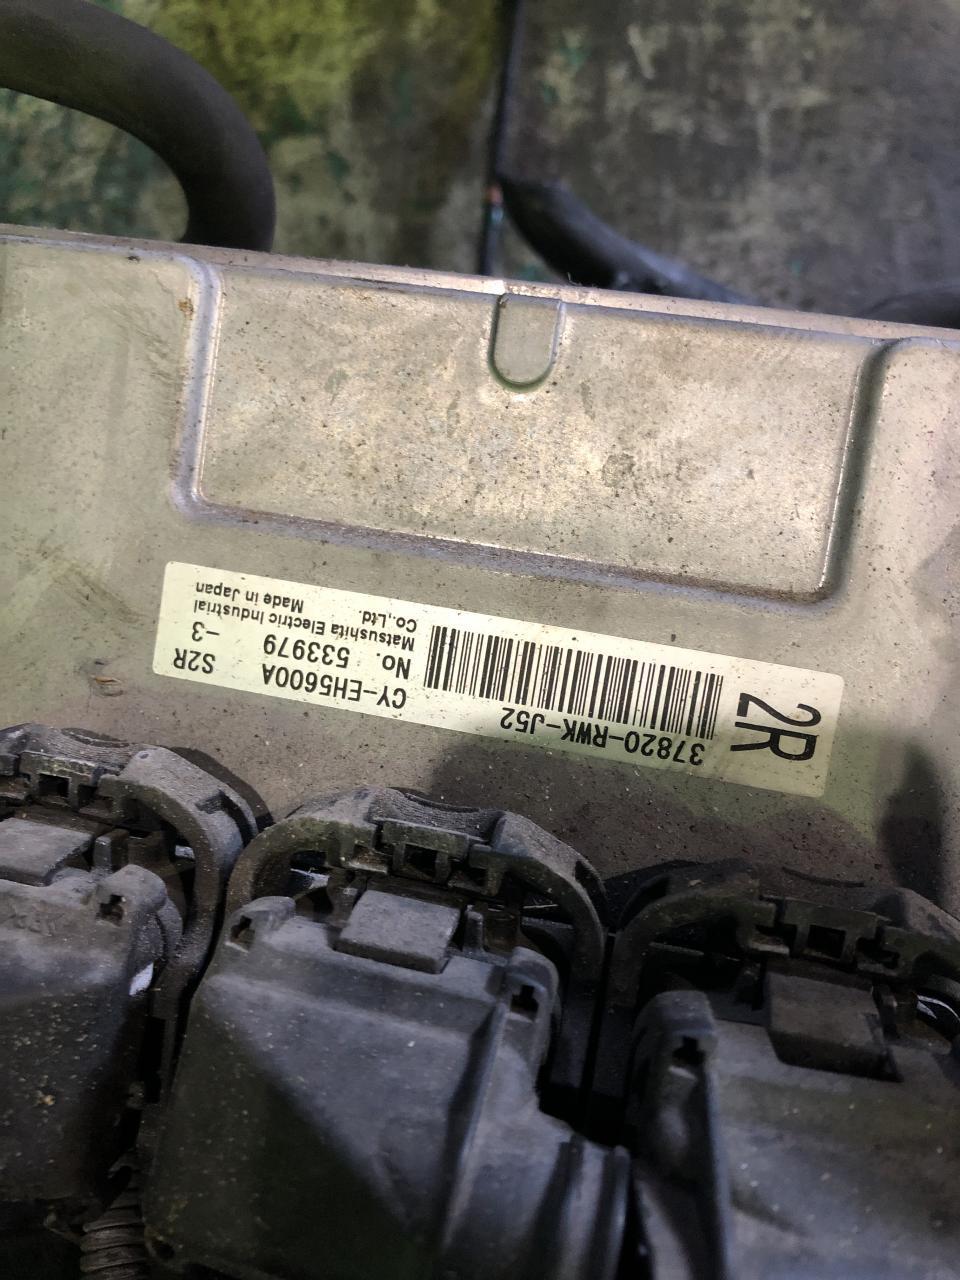 2R
37820-RWK-J52
CY-EH5600A S2R
No. 533979 -3
Matsushita Electric Industrial
Co.,Ltd. Made in Japan